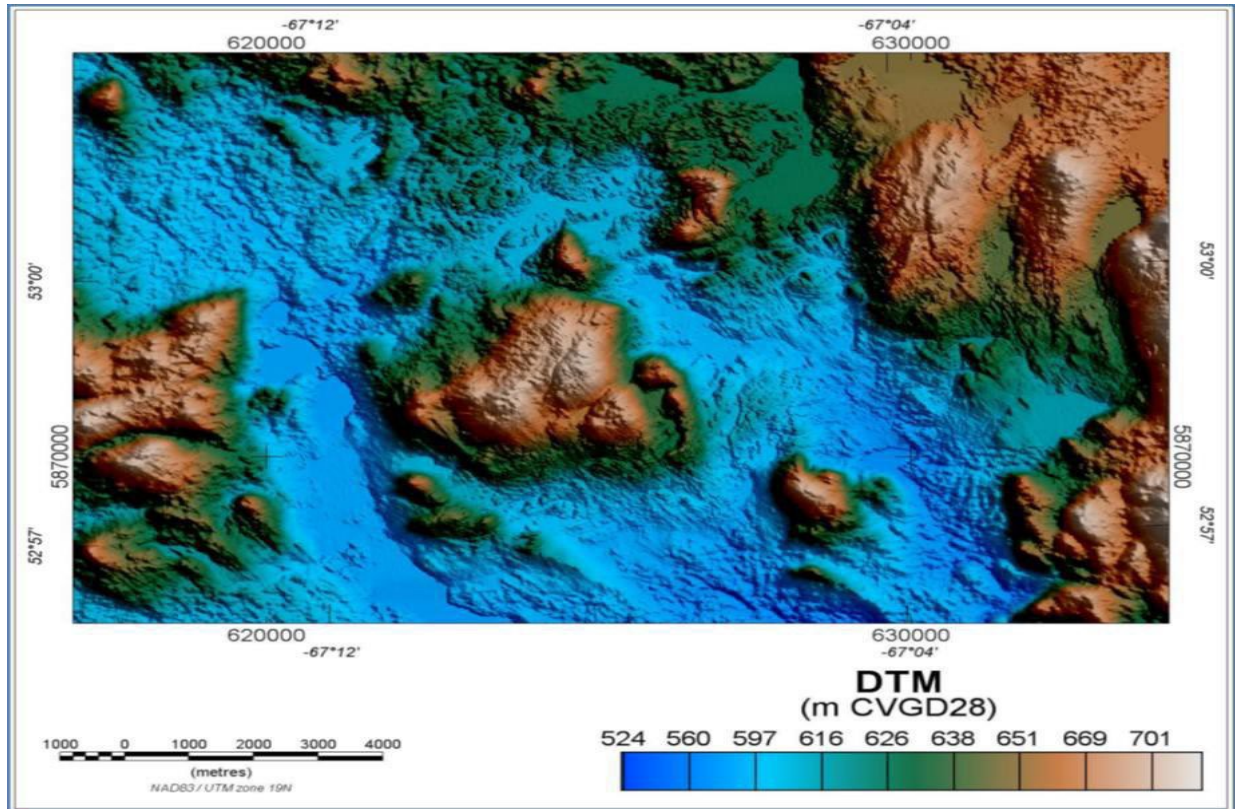 -67°12' -67°04'
620000 630000
53°00' 53°00'
5870000 5870000
52°57' 52°57'
620000 630000
-67°12' -67°04'
DTM
(m CVGD28)
524 560 597 616 626 638 651 669 701
1000 0 1000 2000 3000 4000
(metres)
NAD83 / UTM zone 19N